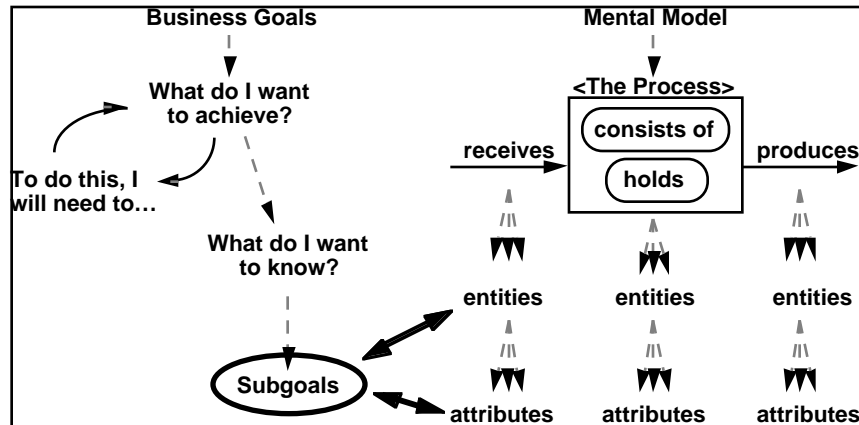 Business Goals
Mental Model
What do I want
to achieve?
<The Process>
consists of
receives
produces
holds
To do this, I
will need to…
What do I want
to know?
entities
entities
entities
Subgoals
attributes
attributes
attributes